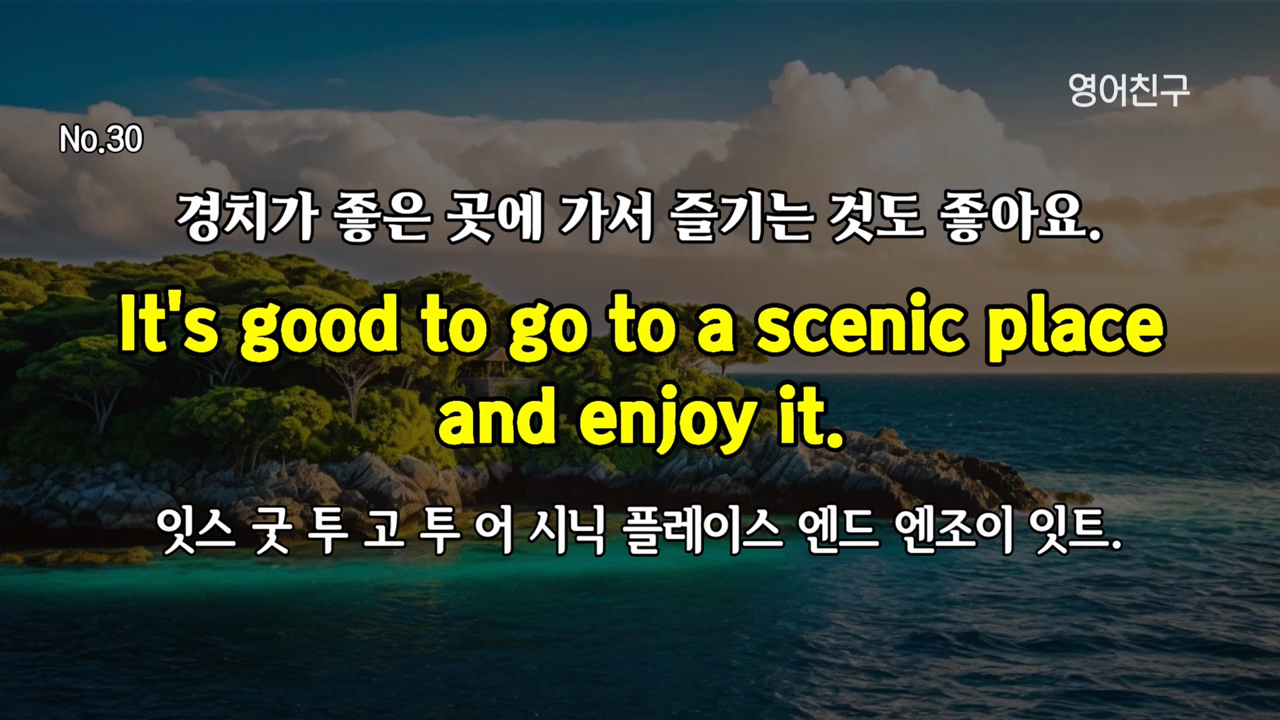 영어친구
No.30
경치가 좋은 곳에 가서 즐기는 것도 좋아요.
It's good to go to a scenic place
and enjoy it.
잇스 굿 투 고 투 어 시닉 플레이스 엔드 엔조이 잇트.